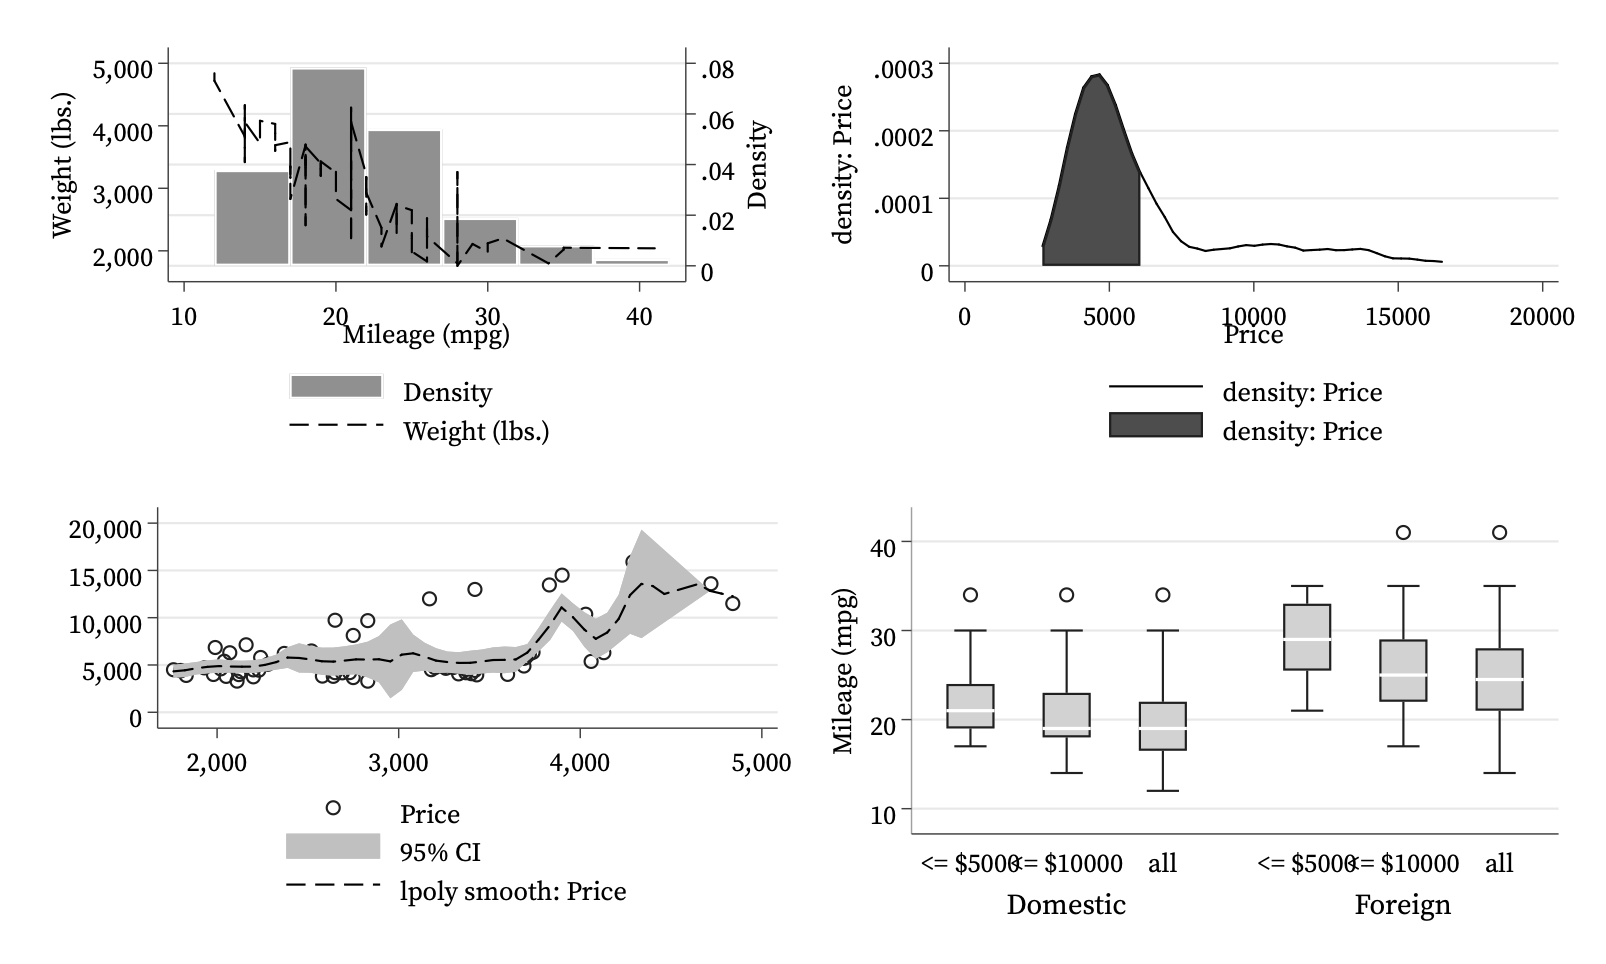 5,000
4,000
3,000
2,000
Weight (lbs.)
.08
.06
.04
.02
0
Density
10 20 30 40
Mileage (mpg)
Density
Weight (lbs.)
.0003
.0002
.0001
0
density: Price
0 5000 10000 15000 20000
Price
density: Price
density: Price
20,000
15,000
10,000
5,000
0
2,000 3,000 4,000 5,000
Price
95% CI
lpoly smooth: Price
40
30
20
10
Mileage (mpg)
<= $5000 <= $10000 all <= $5000 <= $10000 all
Domestic Foreign